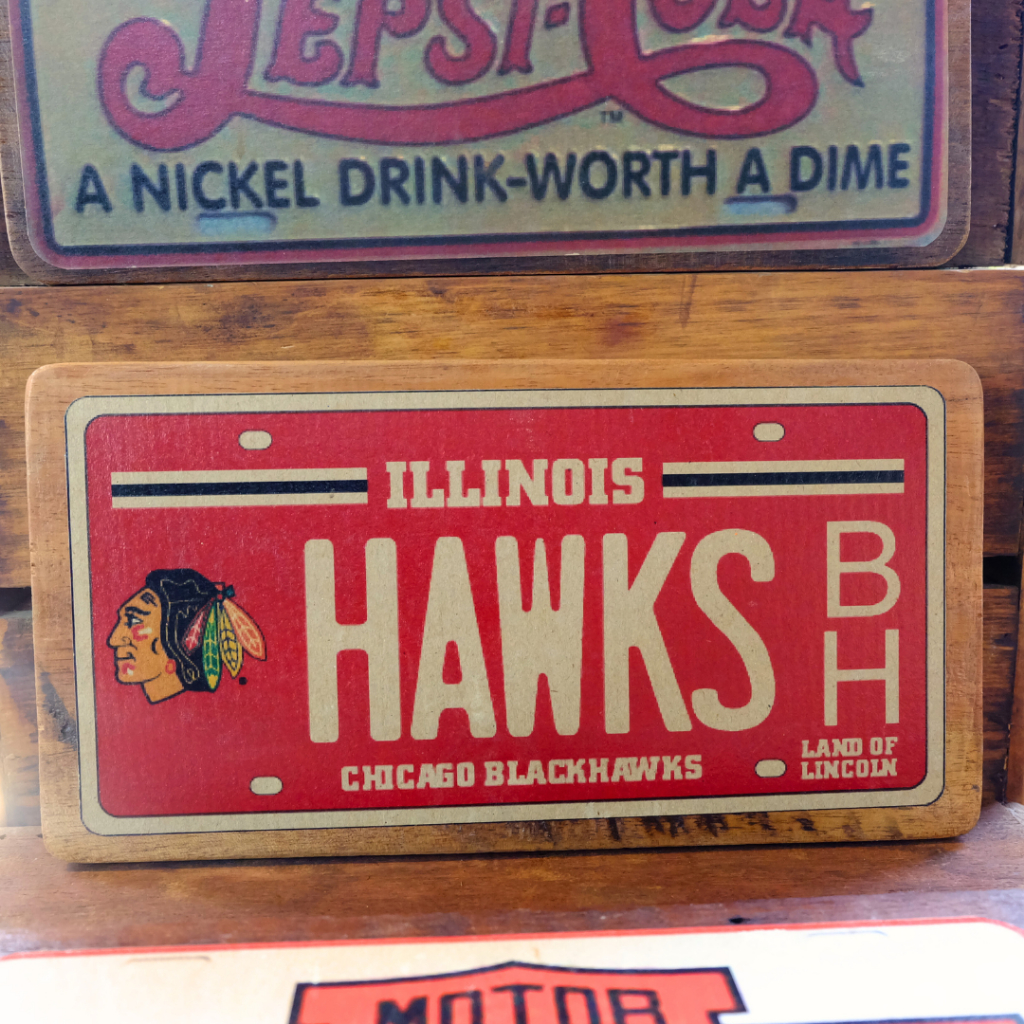 PEPSI-COLA
TM
A NICKEL DRINK-WORTH A DIME
ILLINOIS
HAWKS
B
H
CHICAGO BLACKHAWKS
LAND OF
LINCOLN
MOTOR